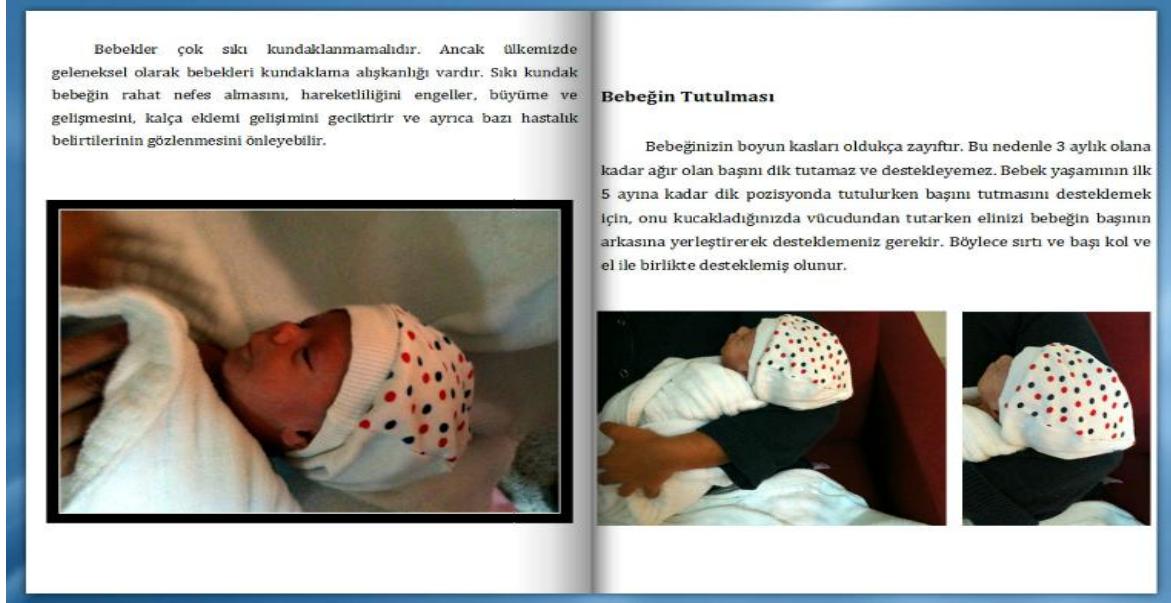 Bebekler çok sıkı kundaklanmamalıdır. Ancak ülkemizde
geleneksel olarak bebekleri kundaklama alışkanlığı vardır. Sıkı kundak
bebeğin rahat nefes almasını, hareketliliğini engeller, büyüme ve
gelişmesini, kalça eklemi gelişimini geciktirir ve ayrıca bazı hastalık
belirtilerinin gözlenmesini önleyebilir.
Bebeğin Tutulması
Bebeğinizin boyun kasları oldukça zayıftır. Bu nedenle 3 aylık olana
kadar ağır olan başını dik tutamaz ve destekleyemez. Bebek yaşamının ilk
5 ayına kadar dik pozisyonda tutulurken başını tutmasını desteklemek
için, onu kucakladığınızda vücudundan tutarken elinizi bebeğin başının
arkasına yerleştirerek desteklemeniz gerekir. Böylece sırtı ve başı kol ve
el ile birlikte desteklemiş olunur.